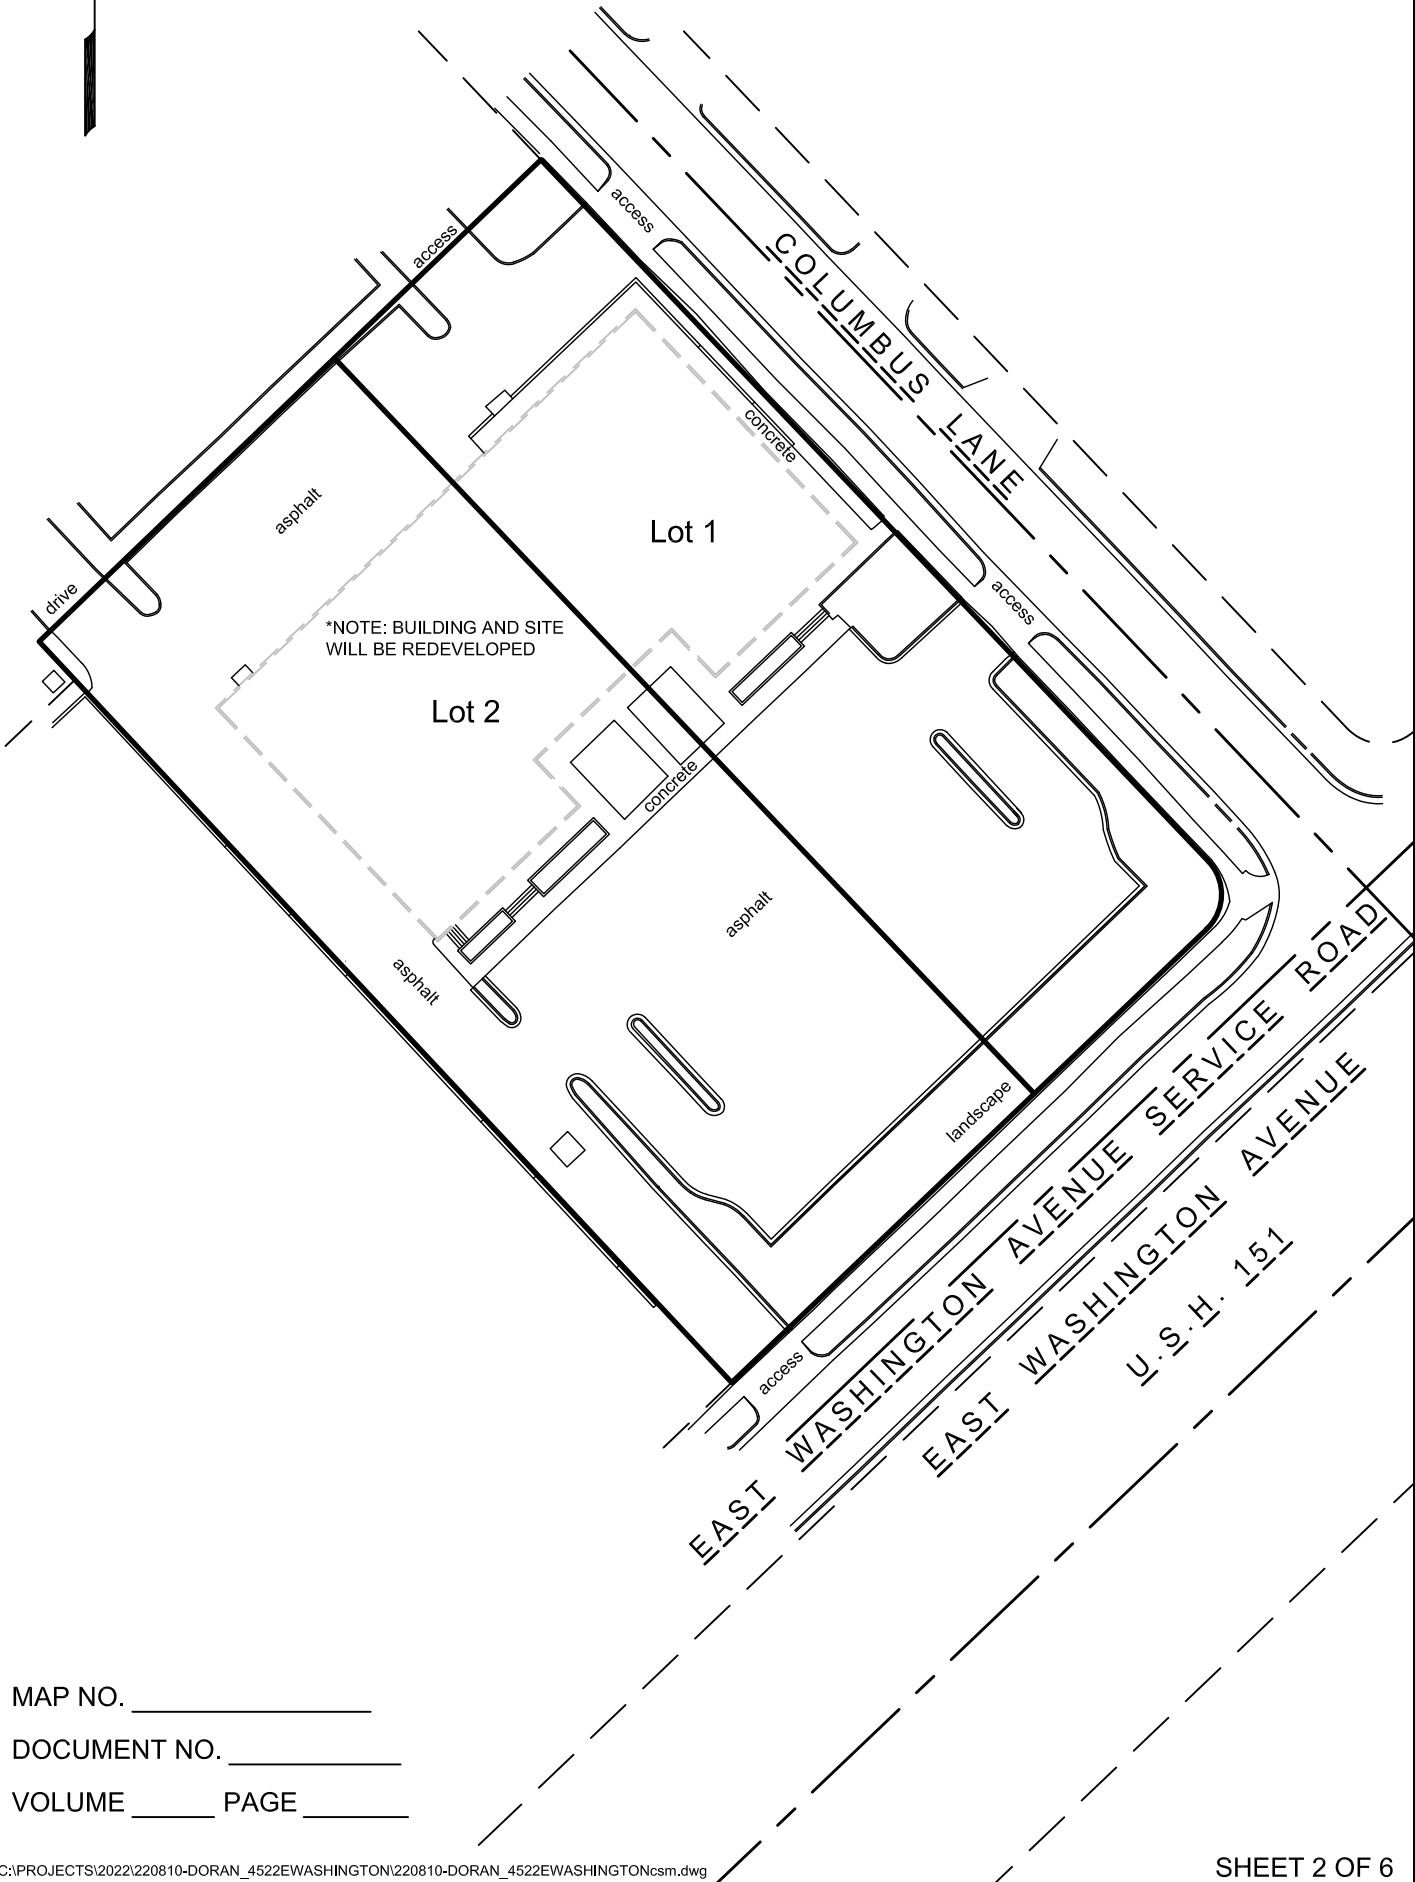 access
COLUMBUS LANE
access
concrete
Lot 1
asphalt
drive
access
*NOTE: BUILDING AND SITE
WILL BE REDEVELOPED
Lot 2
concrete
asphalt
asphalt
landscape
access
EAST WASHINGTON AVENUE SERVICE ROAD
EAST WASHINGTON AVENUE
U.S.H. 151
MAP NO.
DOCUMENT NO.
VOLUME PAGE
C:\PROJECTS\2022\220810-DORAN_4522EWASHINGTON\220810-DORAN_4522EWASHINGTONcsm.dwg
SHEET 2 OF 6